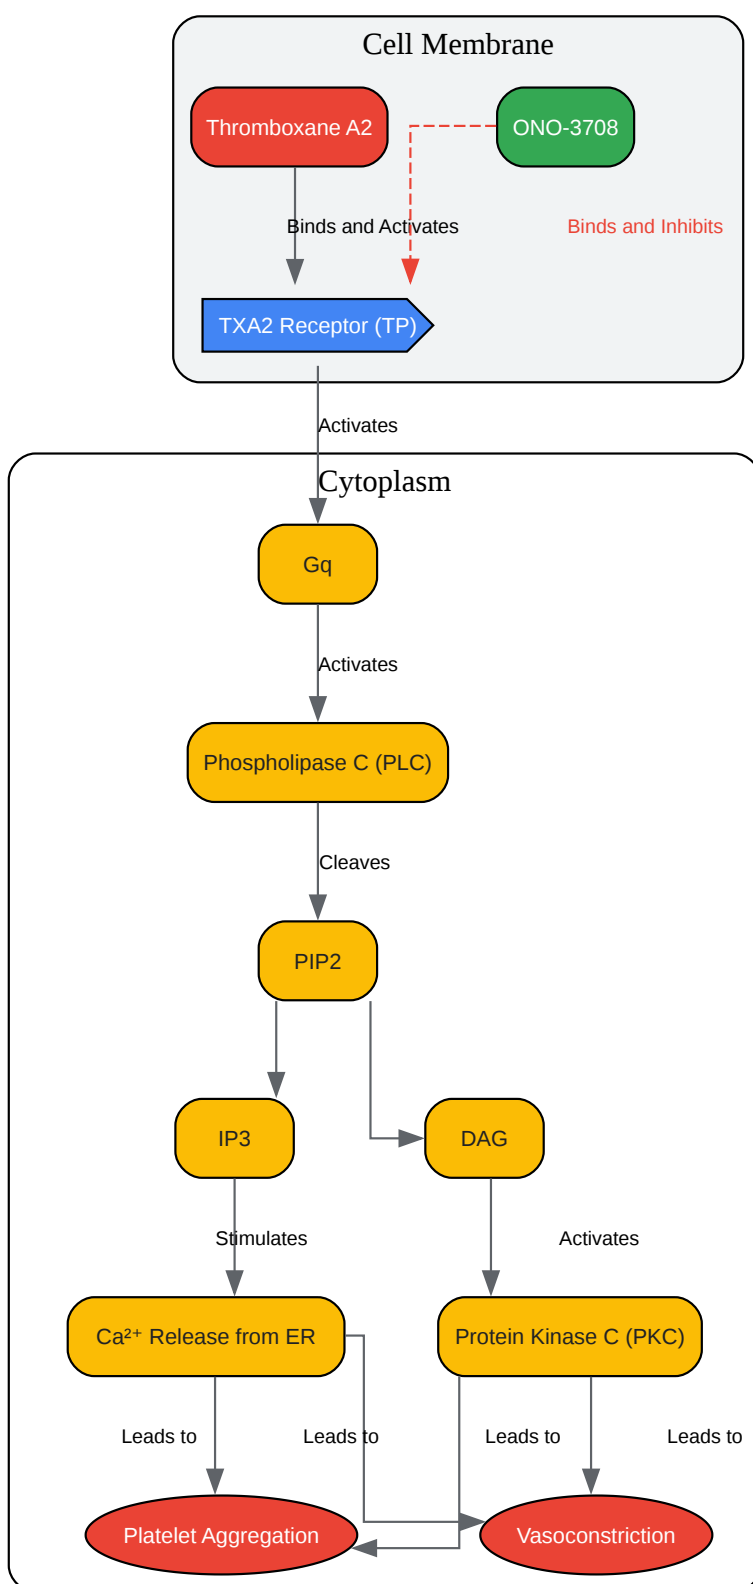 Cell Membrane
Thromboxane A2
ONO-3708
Binds and Activates
Binds and Inhibits
TXA2 Receptor (TP)
Activates
Cytoplasm
Gq
Activates
Phospholipase C (PLC)
Cleaves
PIP2
IP3
DAG
Stimulates
Activates
Ca²⁺ Release from ER
Protein Kinase C (PKC)
Leads to
Leads to
Leads to
Leads to
Platelet Aggregation
Vasoconstriction